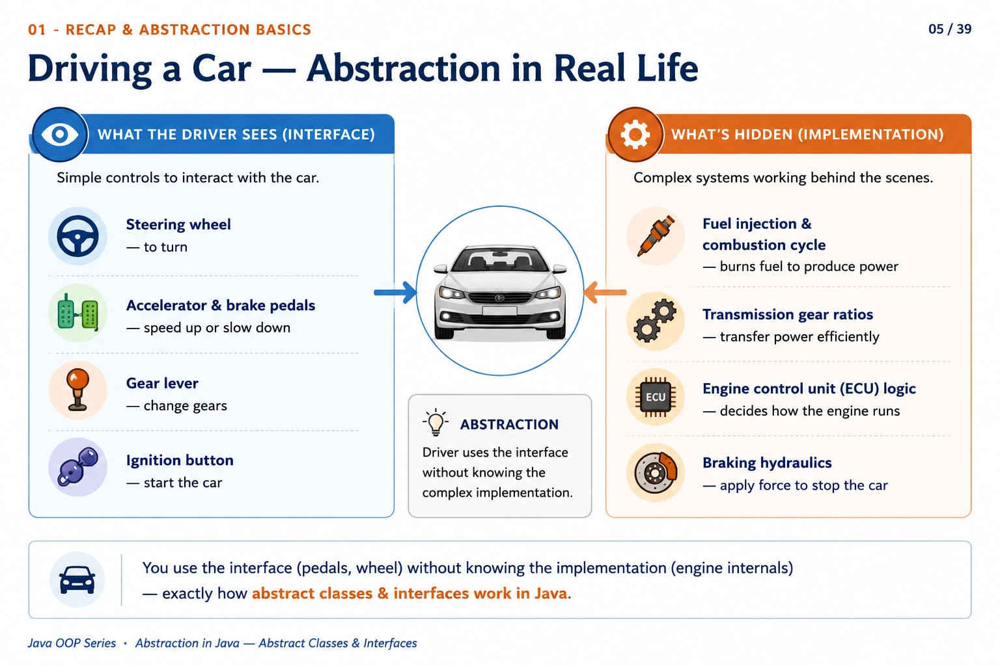 01 - RECAP & ABSTRACTION BASICS
05 / 39
Driving a Car — Abstraction in Real Life
WHAT THE DRIVER SEES (INTERFACE)
Simple controls to interact with the car.
Steering wheel
— to turn
Accelerator & brake pedals
— speed up or slow down
Gear lever
— change gears
Ignition button
— start the car
ABSTRACTION
Driver uses the interface
without knowing the
complex implementation.
WHAT'S HIDDEN (IMPLEMENTATION)
Complex systems working behind the scenes.
Fuel injection &
combustion cycle
— burns fuel to produce power
Transmission gear ratios
— transfer power efficiently
ECU
Engine control unit (ECU) logic
— decides how the engine runs
Braking hydraulics
— apply force to stop the car
You use the interface (pedals, wheel) without knowing the implementation (engine internals)
— exactly how abstract classes & interfaces work in Java.
Java OOP Series • Abstraction in Java — Abstract Classes & Interfaces